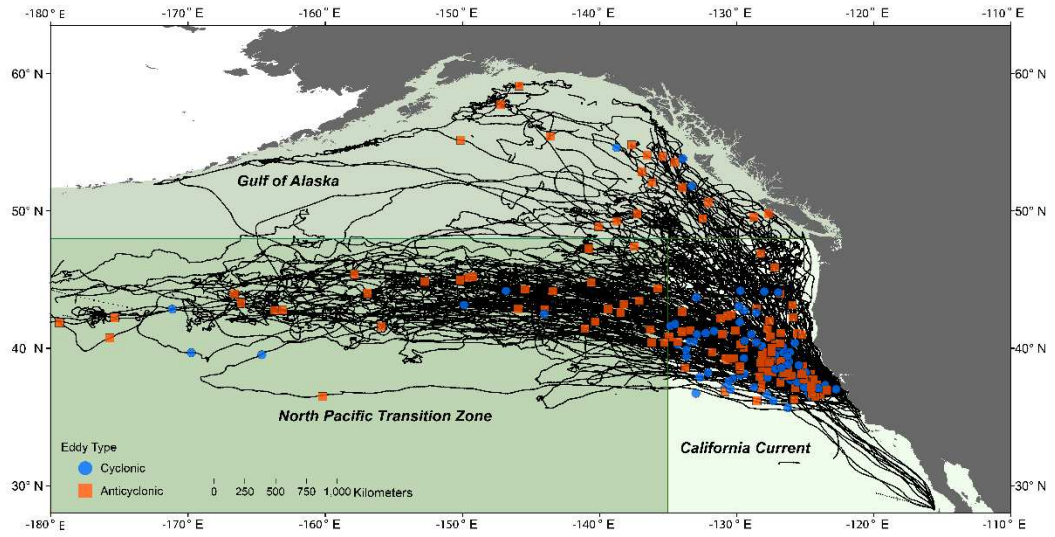 -180° E -170° E -160° E -150° E -140° E -130° E -120° E -110° E
60° N 60° N
Gulf of Alaska
50° N 50° N
40° N 40° N
North Pacific Transition Zone
California Current
Eddy Type
Cyclonic
Anticyclonic
0 250 500 750 1,000 Kilometers
30° N 30° N
-180° E -170° E -160° E -150° E -140° E -130° E -120° E -110° E